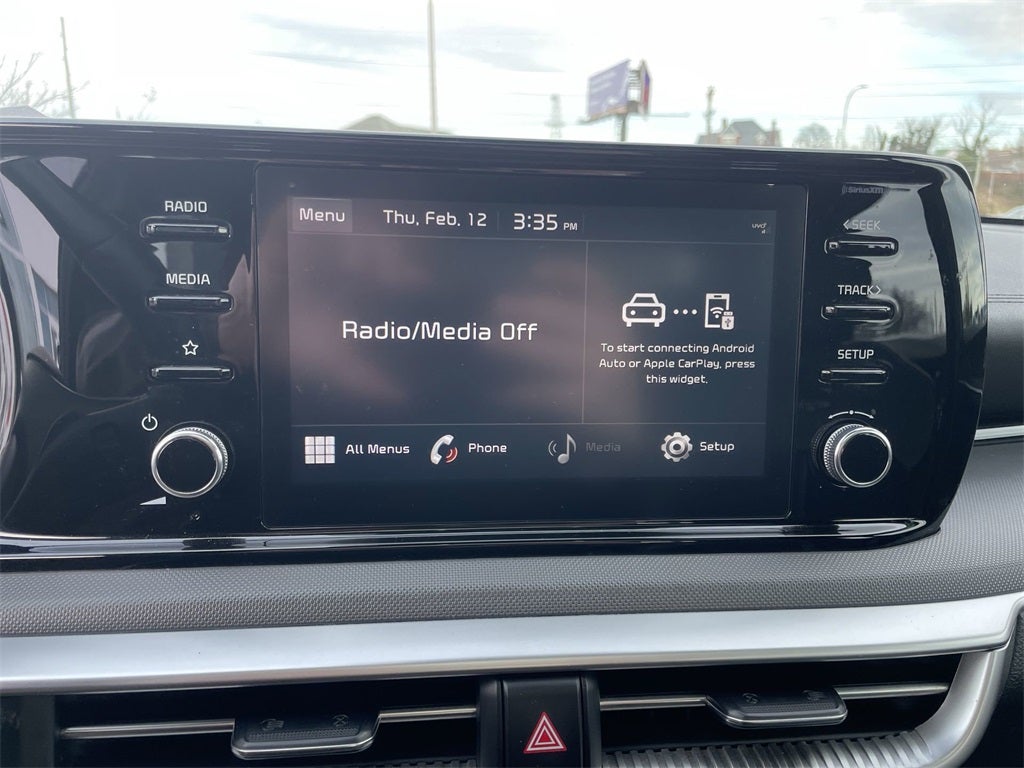 RADIO
MEDIA
Menu
Thu, Feb. 12
3:35 PM
UVO
Radio/Media Off
To start connecting Android
Auto or Apple CarPlay, press
this widget.
All Menus
Phone
Media
Setup
((SiriusXM
<SEEK
TRACK>
SETUP